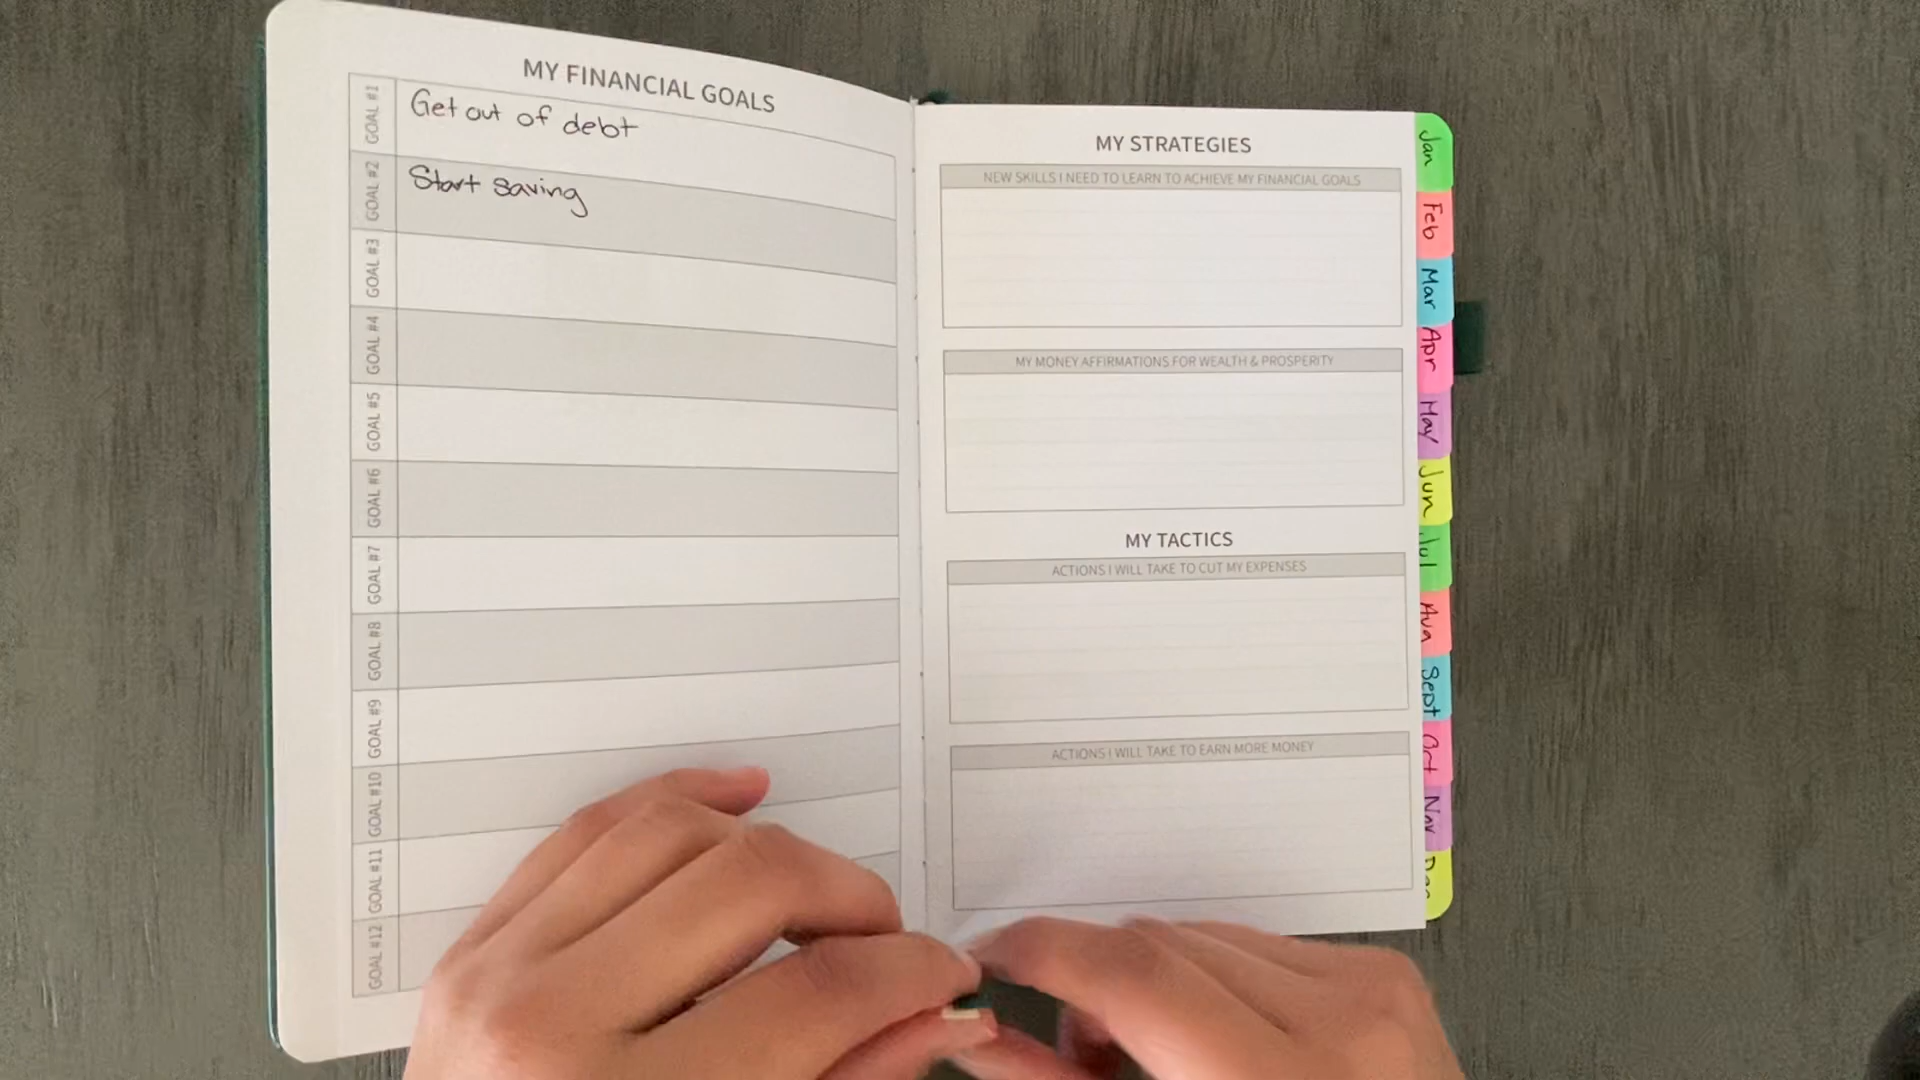 MY FINANCIAL GOALS
GOAL #1
Get out of debt
GOAL #2
Start saving
GOAL #3
GOAL #4
GOAL #5
GOAL #6
GOAL #7
GOAL #8
GOAL #9
GOAL #10
GOAL #11
GOAL #12
MY STRATEGIES
NEW SKILLS I NEED TO LEARN TO ACHIEVE MY FINANCIAL GOALS
MY MONEY AFFIRMATIONS FOR WEALTH & PROSPERITY
MY TACTICS
ACTIONS I WILL TAKE TO CUT MY EXPENSES
ACTIONS I WILL TAKE TO EARN MORE MONEY
Jan
Feb
Mar
Apr
May
Jun
Jul
Aug
Sept
Oct
Nov
Dec